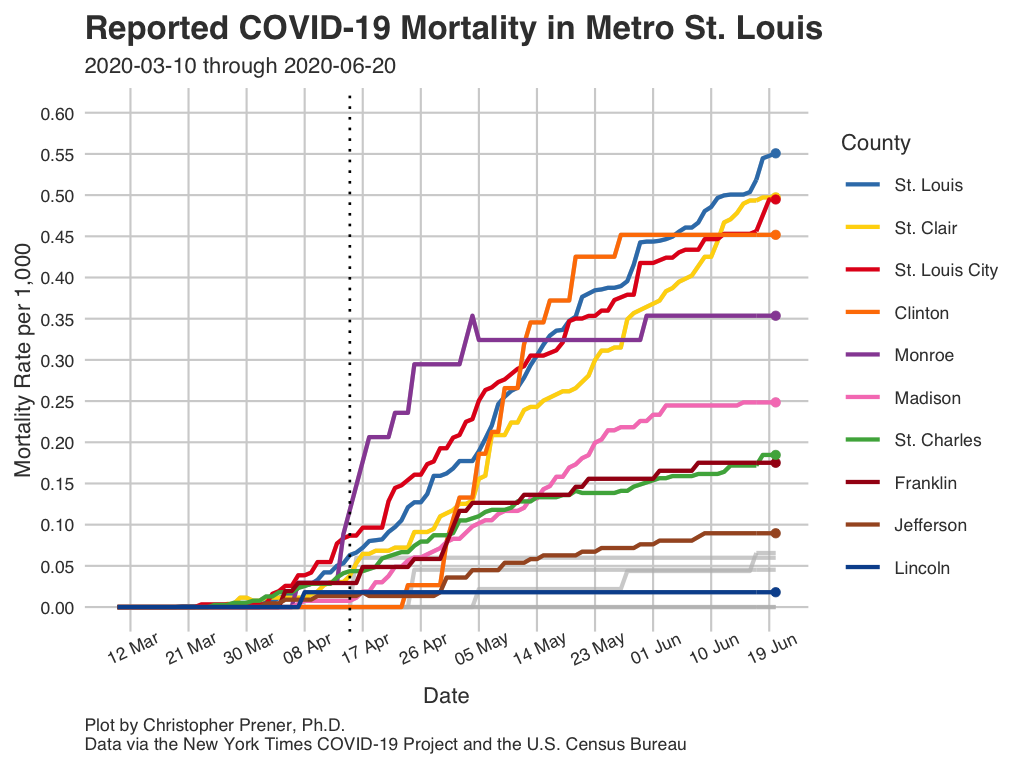 Reported COVID-19 Mortality in Metro St. Louis
2020-03-10 through 2020-06-20
Mortality Rate per 1,000
0.60
0.55
0.50
0.45
0.40
0.35
0.30
0.25
0.20
0.15
0.10
0.05
0.00
12 Mar
21 Mar
30 Mar
08 Apr
17 Apr
26 Apr
05 May
14 May
23 May
01 Jun
10 Jun
19 Jun
Date
County
St. Louis
St. Clair
St. Louis City
Clinton
Monroe
Madison
St. Charles
Franklin
Jefferson
Lincoln
Plot by Christopher Prener, Ph.D.
Data via the New York Times COVID-19 Project and the U.S. Census Bureau